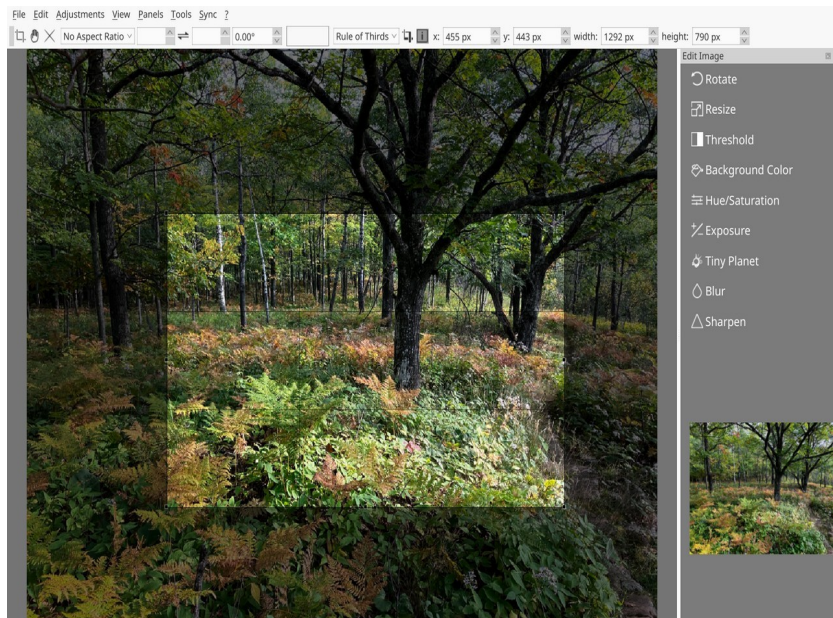 File Edit Adjustments View Panels Tools Sync ?
No Aspect Ratio 0.00° Rule of Thirds i x: 455 px y: 443 px width: 1292 px height: 790 px
Edit Image
Rotate
Resize
Threshold
Background Color
Hue/Saturation
Exposure
Tiny Planet
Blur
Sharpen